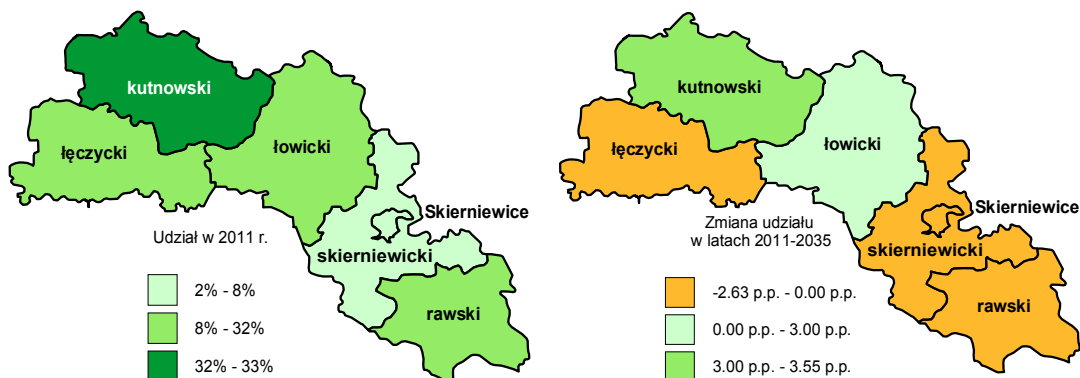 kutnowski
łęczycki
łowicki
Skierniewice
skierniewicki
rawski
Udział w 2011 r.
2% - 8%
8% - 32%
32% - 33%
kutnowski
łęczycki
łowicki
Skierniewice
skierniewicki
rawski
Zmiana udziału
w latach 2011-2035
-2.63 p.p. - 0.00 p.p.
0.00 p.p. - 3.00 p.p.
3.00 p.p. - 3.55 p.p.